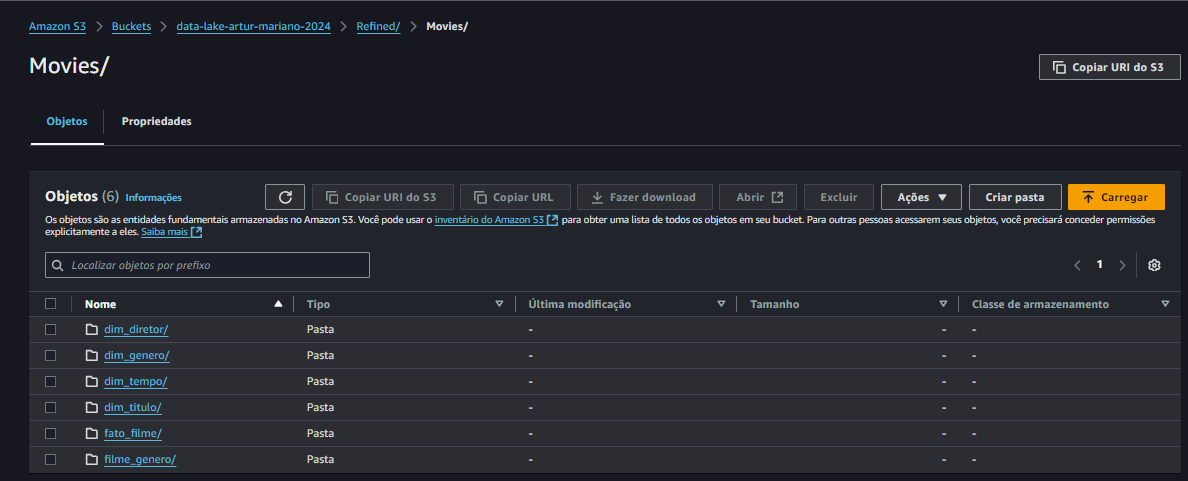 Amazon S3 > Buckets > data-lake-artur-mariano-2024 > Refined/ > Movies/
Movies/
Copiar URI do S3
Objetos Propriedades
Objetos (6) Informações Copiar URI do S3 Copiar URL Fazer download Abrir Excluir Ações Criar pasta Carregar
Os objetos são as entidades fundamentais armazenadas no Amazon S3. Você pode usar o inventário do Amazon S3 para obter uma lista de todos os objetos em seu bucket. Para outras pessoas acessarem seus objetos, você precisará conceder permissões
explicitamente a eles. Saiba mais
Localizar objetos por prefixo < 1 >
Nome Tipo Última modificação Tamanho Classe de armazenamento
dim_diretor/ Pasta - - -
dim_genero/ Pasta - - -
dim_tempo/ Pasta - - -
dim_titulo/ Pasta - - -
fato_filme/ Pasta - - -
filme_genero/ Pasta - - -